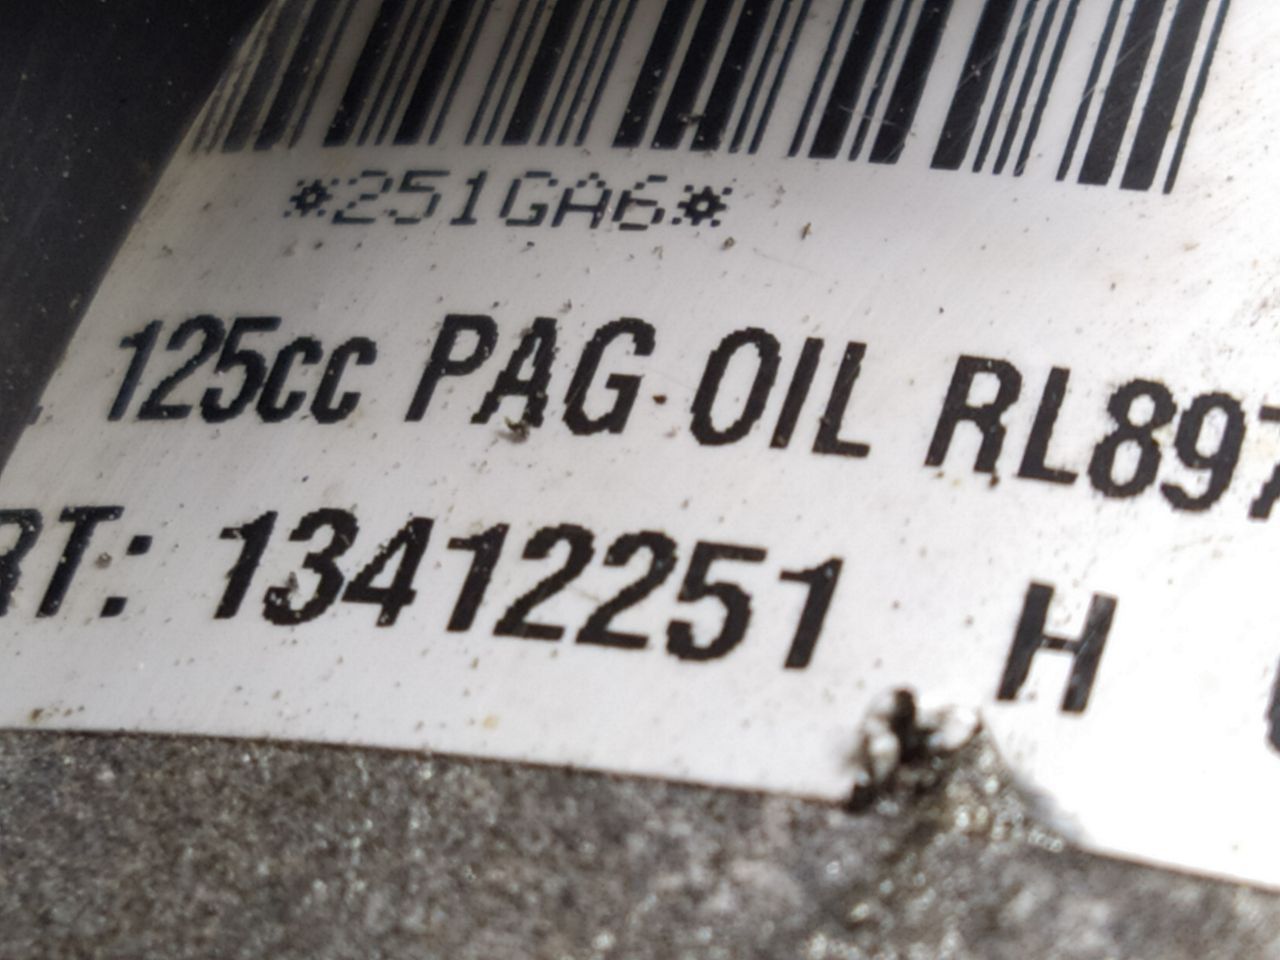 *251GA6*
125cc PAG OIL RL897
RT: 13412251 H